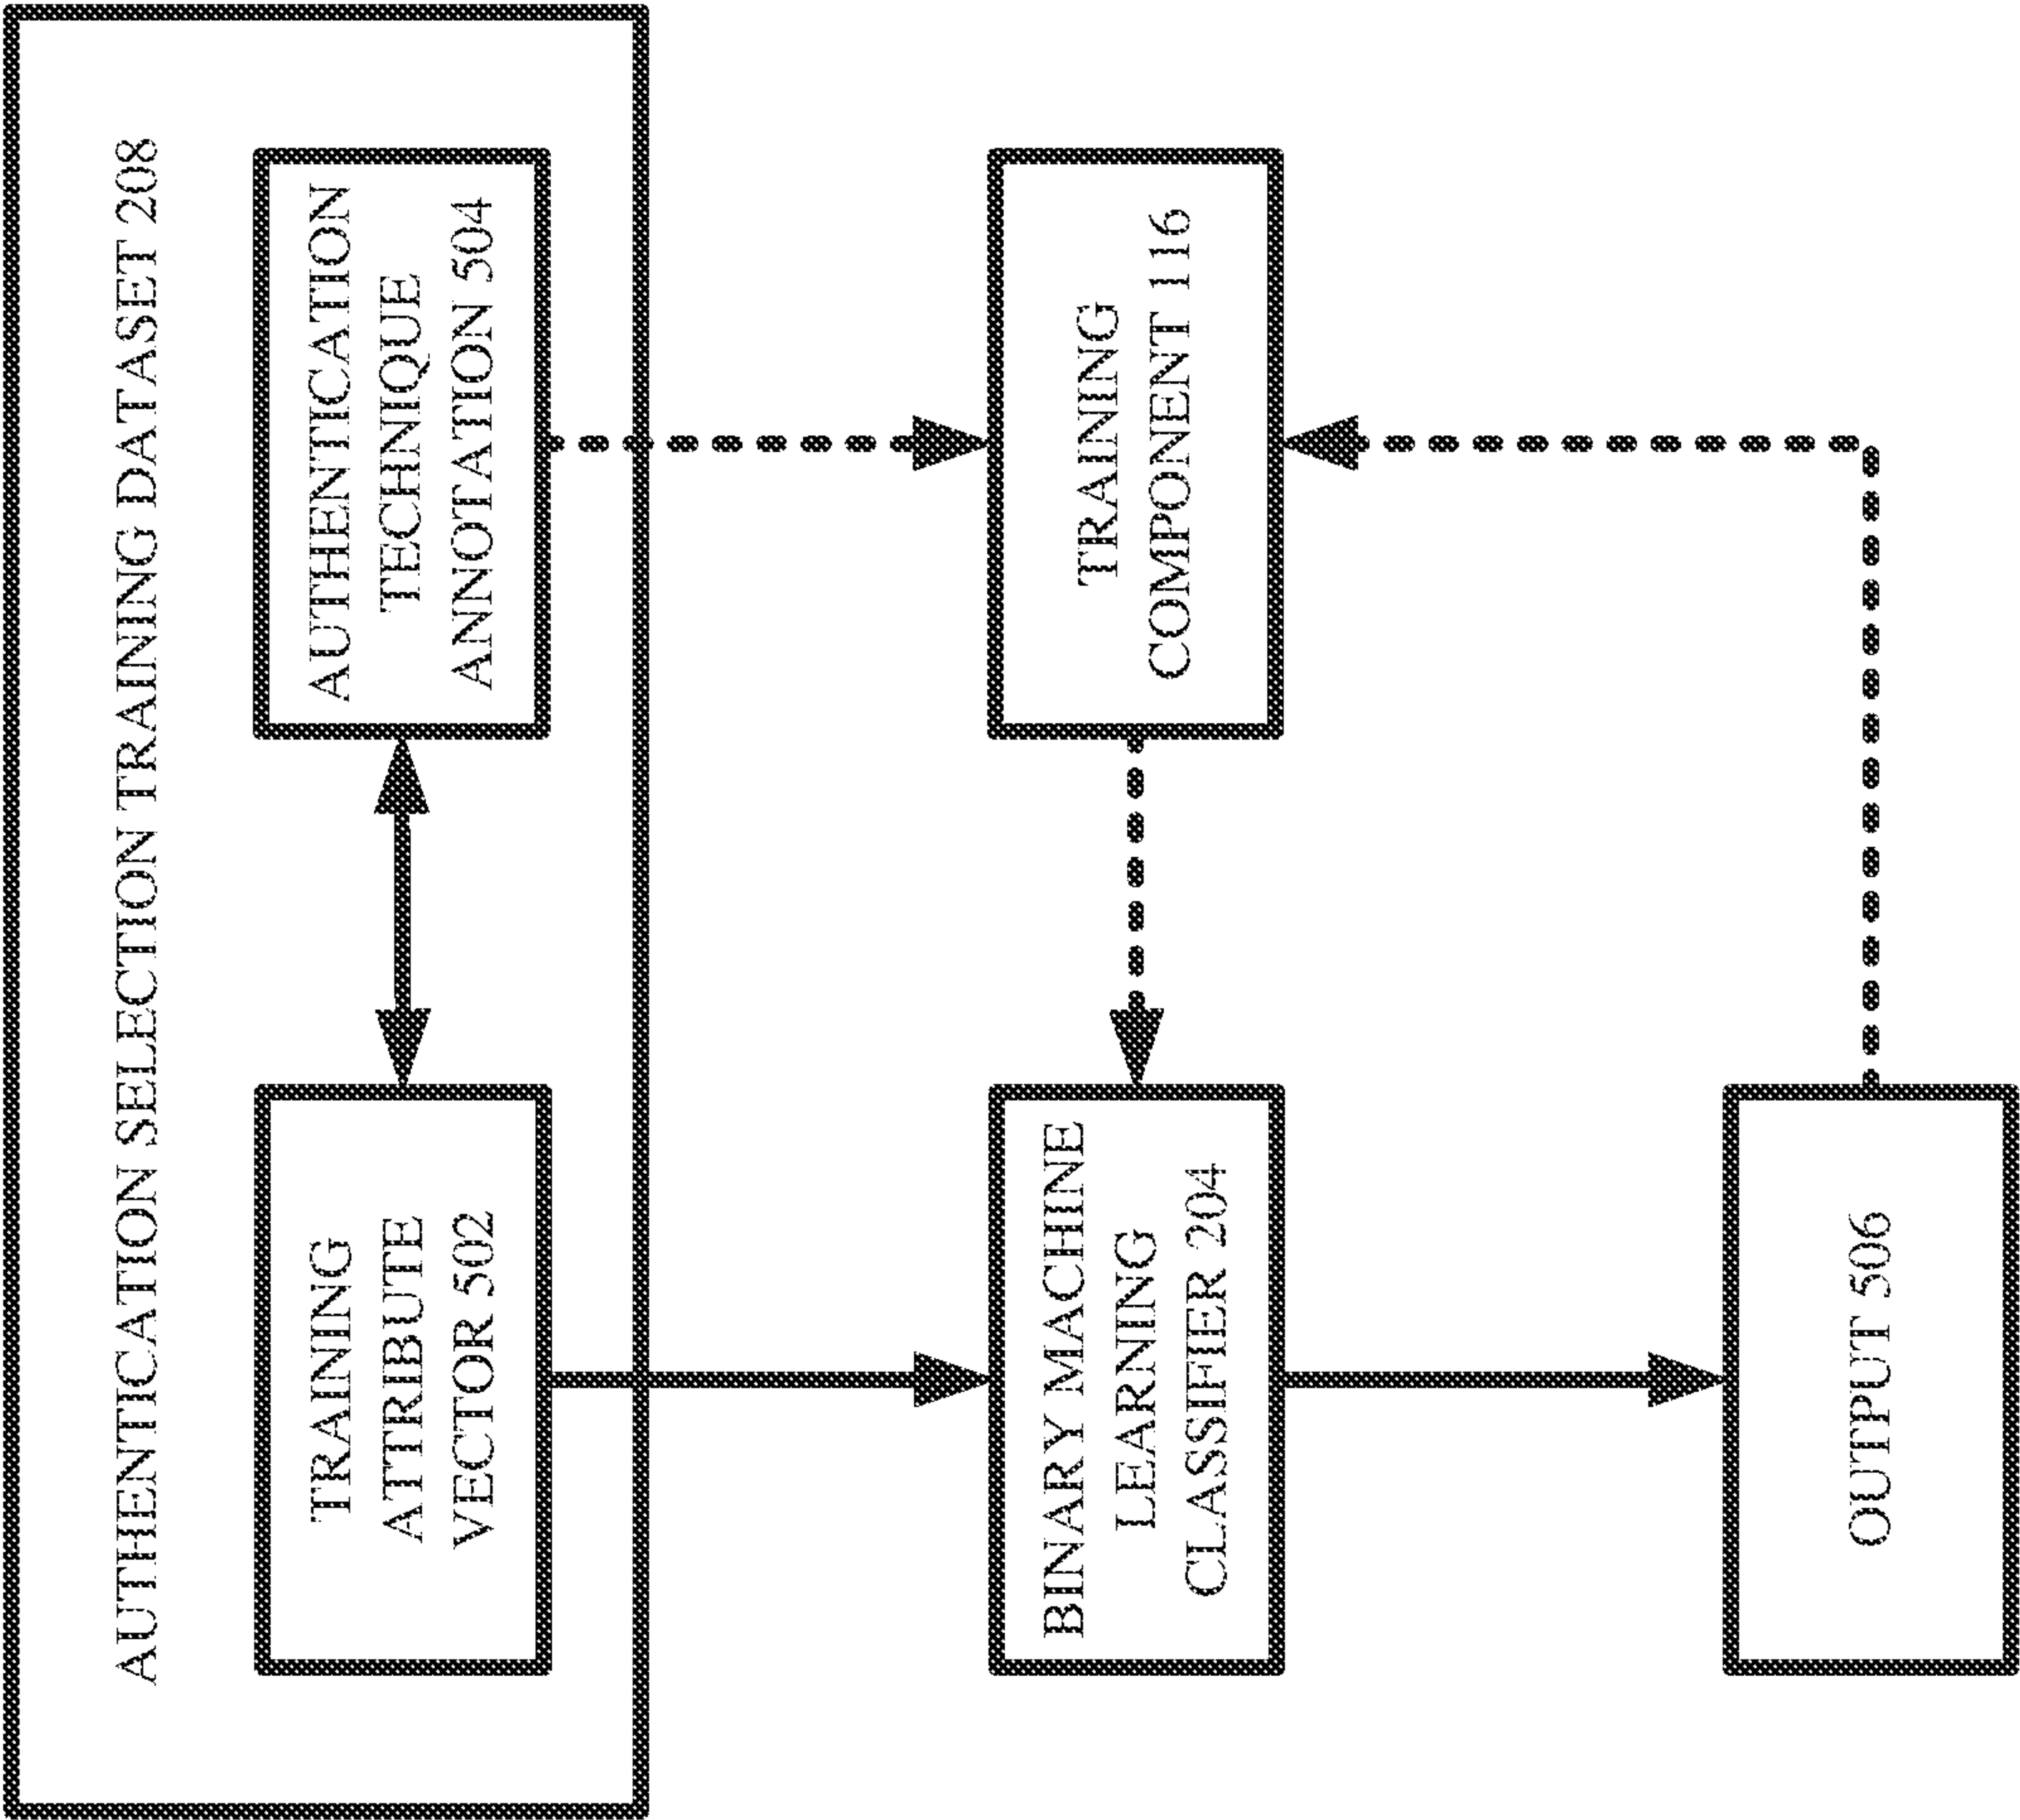 AUTHENTICATION SELECTION TRAINING DATASET 208
TRAINING
ATTRIBUTE
VECTOR 502
AUTHENTICATION
TECHNIQUE
ANNOTATION 504
BINARY MACHINE
LEARNING
CLASSIFIER 204
TRAINING
COMPONENT 116
OUTPUT 506